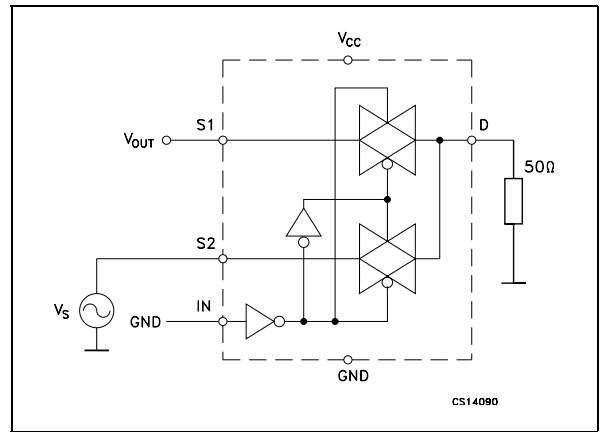 VCC
S1
D
VOUT
50Ω
S2
VS
IN
GND
GND
CS14090